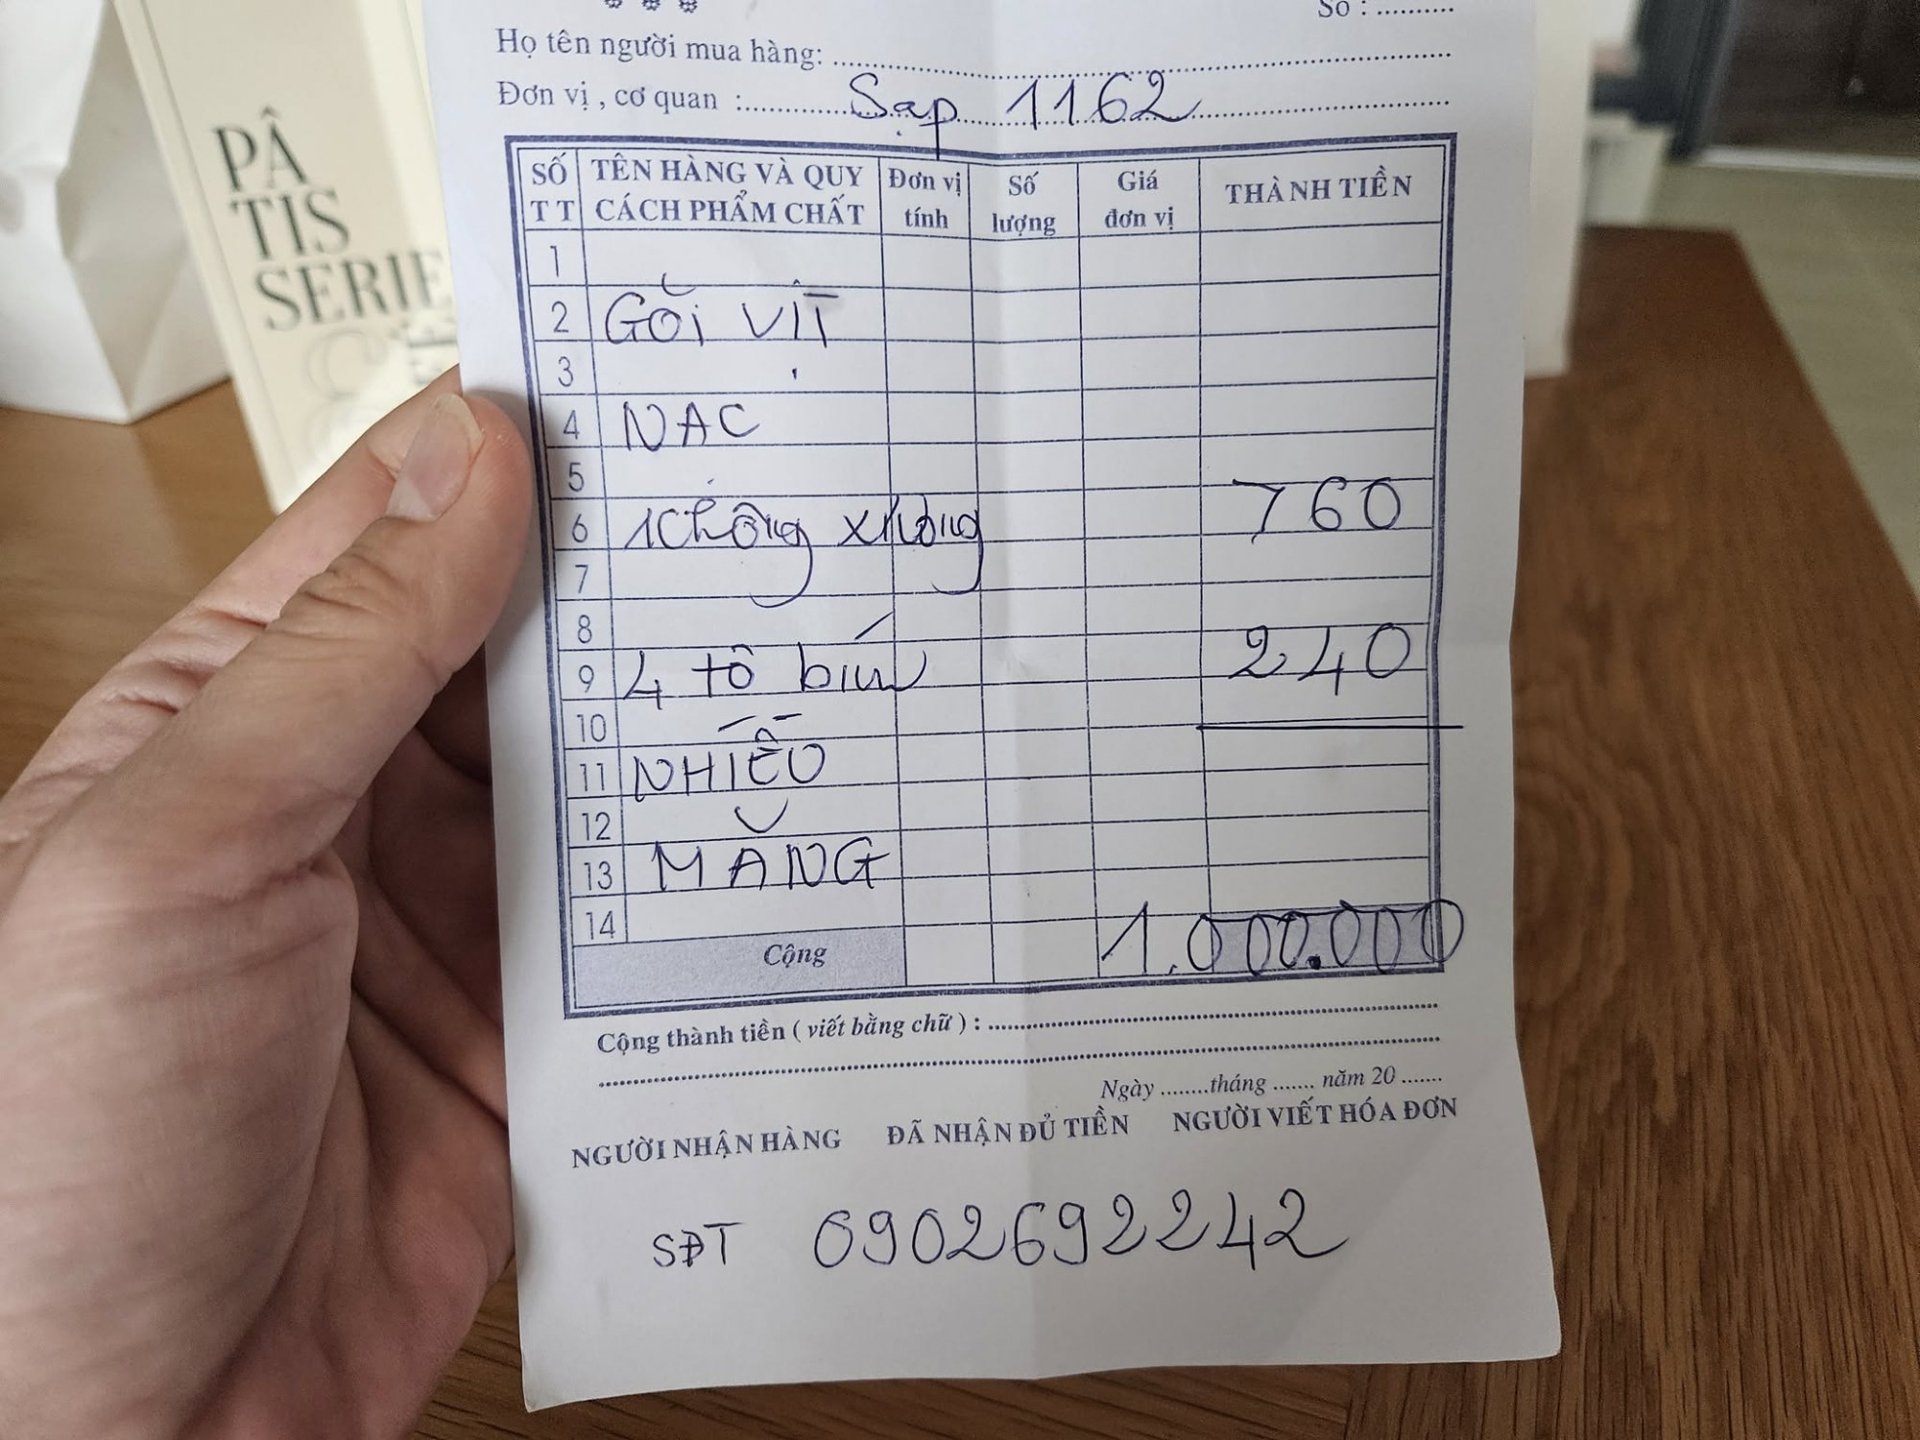 PÂ
TIS
SERIE
Số : ..........
Họ tên người mua hàng: ..........
Đơn vị , cơ quan : Sạp 1162
SỐ TT TÊN HÀNG VÀ QUY CÁCH PHẨM CHẤT Đơn vị tính Số lượng Giá đơn vị THÀNH TIỀN
1
2 GỎI VỊT
3
4 NẠC
5
6 không xương 760
7
8
9 4 tô bún 240
10
11 NHIỀU
12
13 MĂNG
14
Cộng 1.000.000
Cộng thành tiền ( viết bằng chữ ) : ..........
Ngày ........tháng ....... năm 20 .......
NGƯỜI NHẬN HÀNG ĐÃ NHẬN ĐỦ TIỀN NGƯỜI VIẾT HÓA ĐƠN
SĐT 0902692242